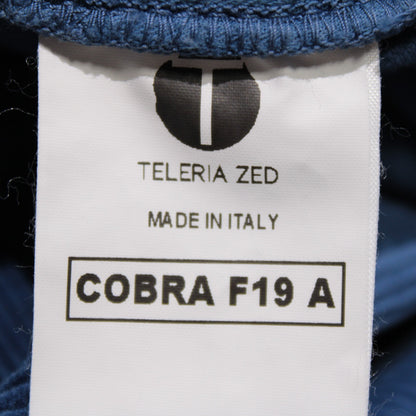 T
TELERIA ZED
MADE IN ITALY
COBRA F19 A